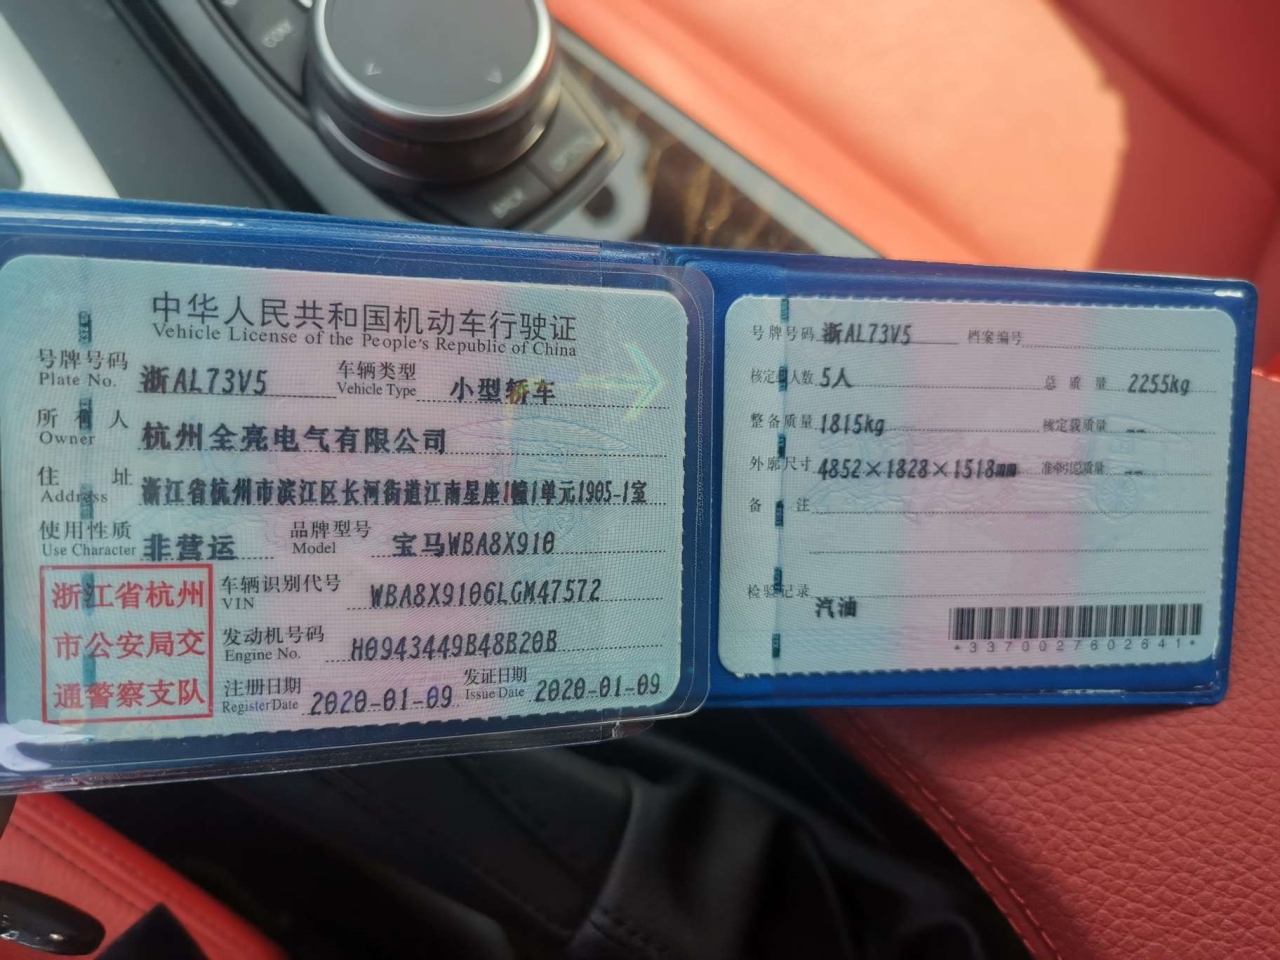 COM
BACK
OPTION
中华人民共和国机动车行驶证
Vehicle License of the People's Republic of China
号牌号码 浙AL73V5 车辆类型 小型轿车
Plate No. Vehicle Type
所有人 杭州全亮电气有限公司
Owner
住址 浙江省杭州市滨江区长河街道江南星座1幢1单元1905-1室
Address
使用性质 非营运 品牌型号 宝马WBA8X910
Use Character Model
浙江省杭州
市公安局交
通警察支队
车辆识别代号 WBA8X9106LGM47572
VIN
发动机号码 H0943449B48B20B
Engine No.
注册日期 2020-01-09 发证日期 2020-01-09
Register Date Issue Date
号牌号码 浙AL73V5 档案编号
核定载人数 5人 总质量 2255kg
整备质量 1815kg 核定载质量 --
外廓尺寸 4852×1828×1518mm 准牵引总质量 --
备注
检验记录
汽油
*3370027602641*